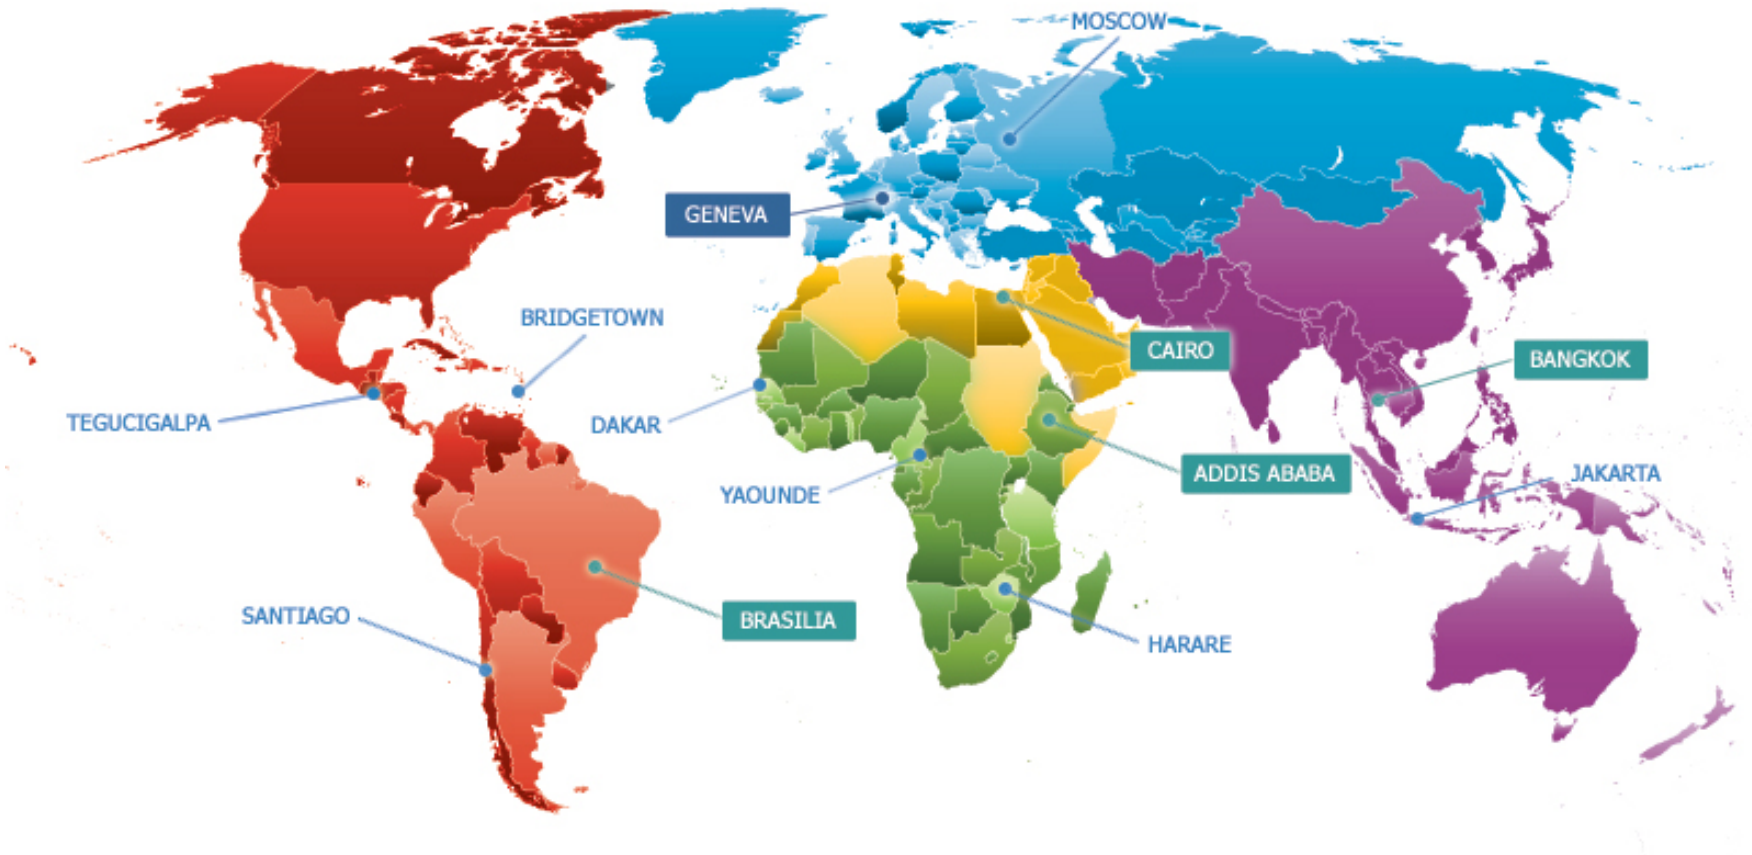 MOSCOW
GENEVA
BRIDGETOWN
CAIRO
BANGKOK
TEGUCIGALPA
DAKAR
ADDIS ABABA
JAKARTA
YAOUNDE
SANTIAGO
BRASILIA
HARARE